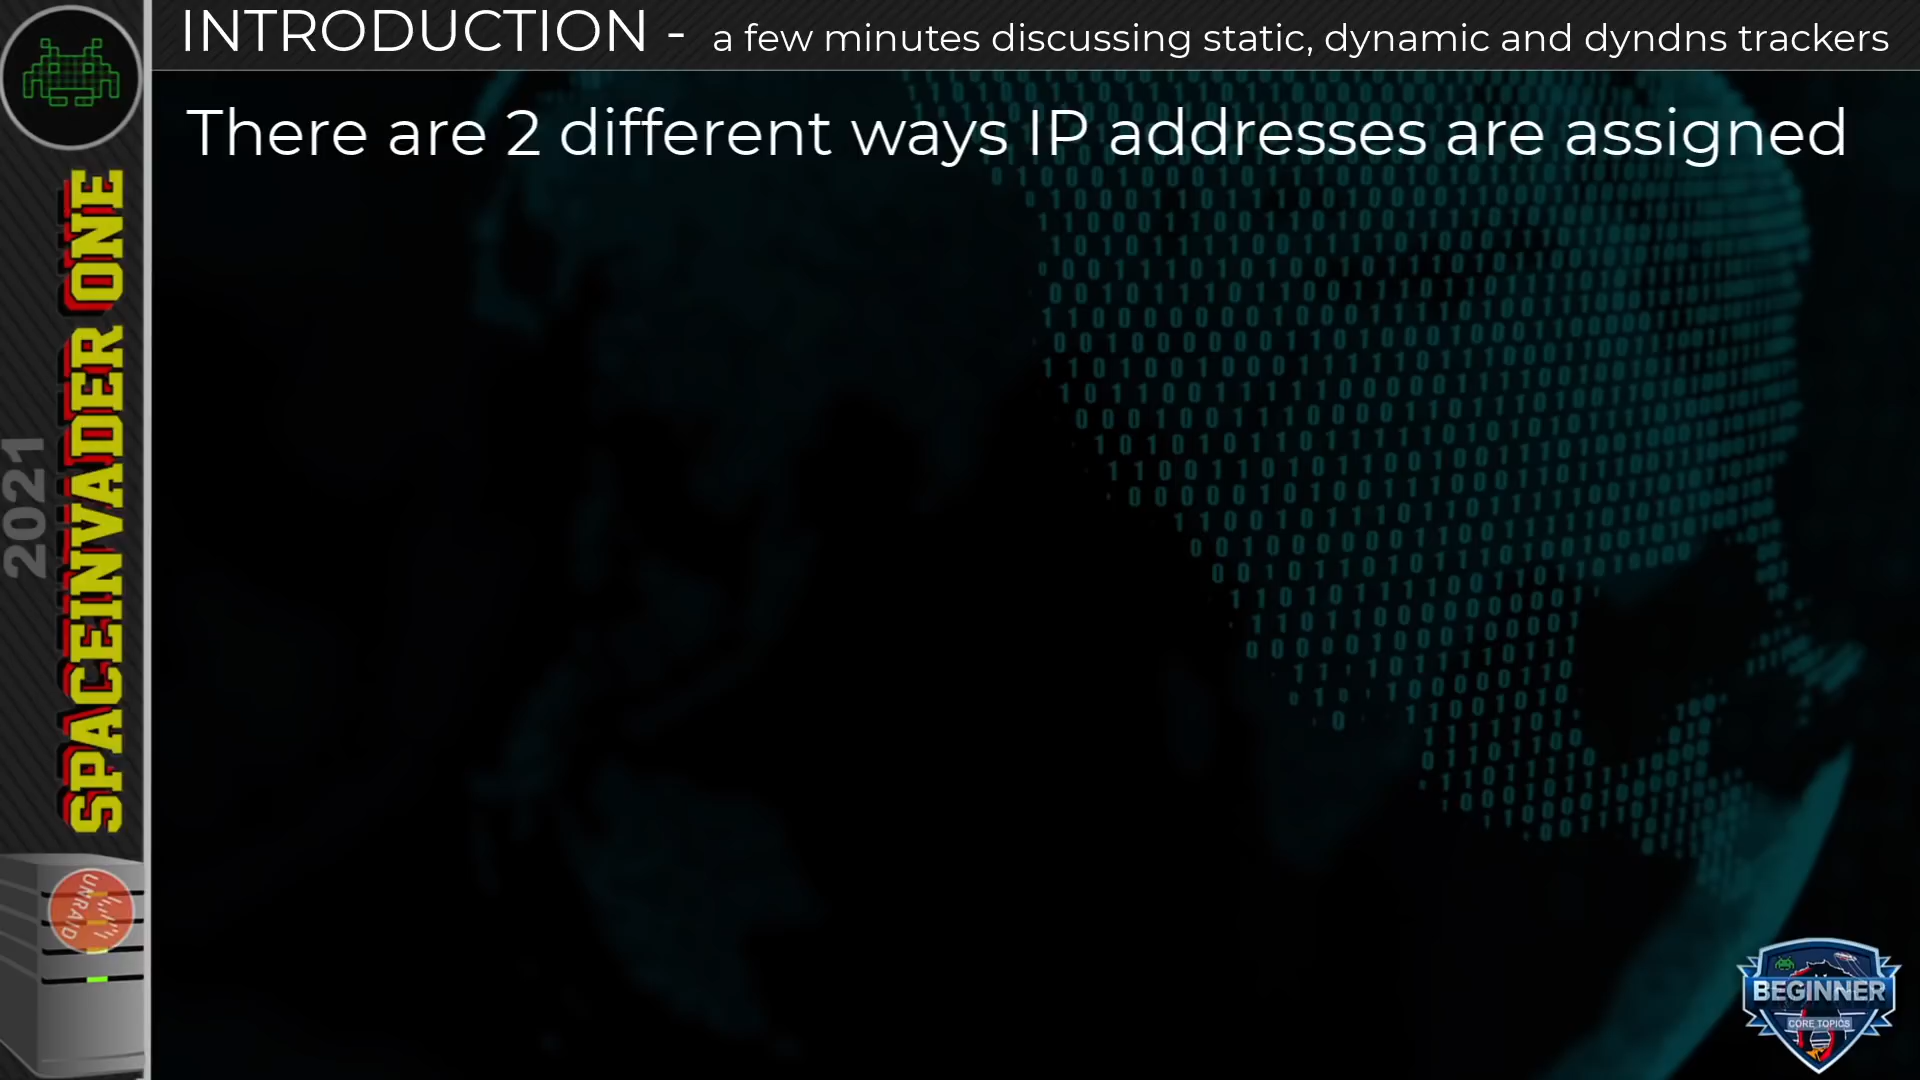 INTRODUCTION - a few minutes discussing static, dynamic and dyndns trackers
There are 2 different ways IP addresses are assigned
2021
SPACEINVADER ONE
UNRAID
BEGINNER
CORE TOPICS